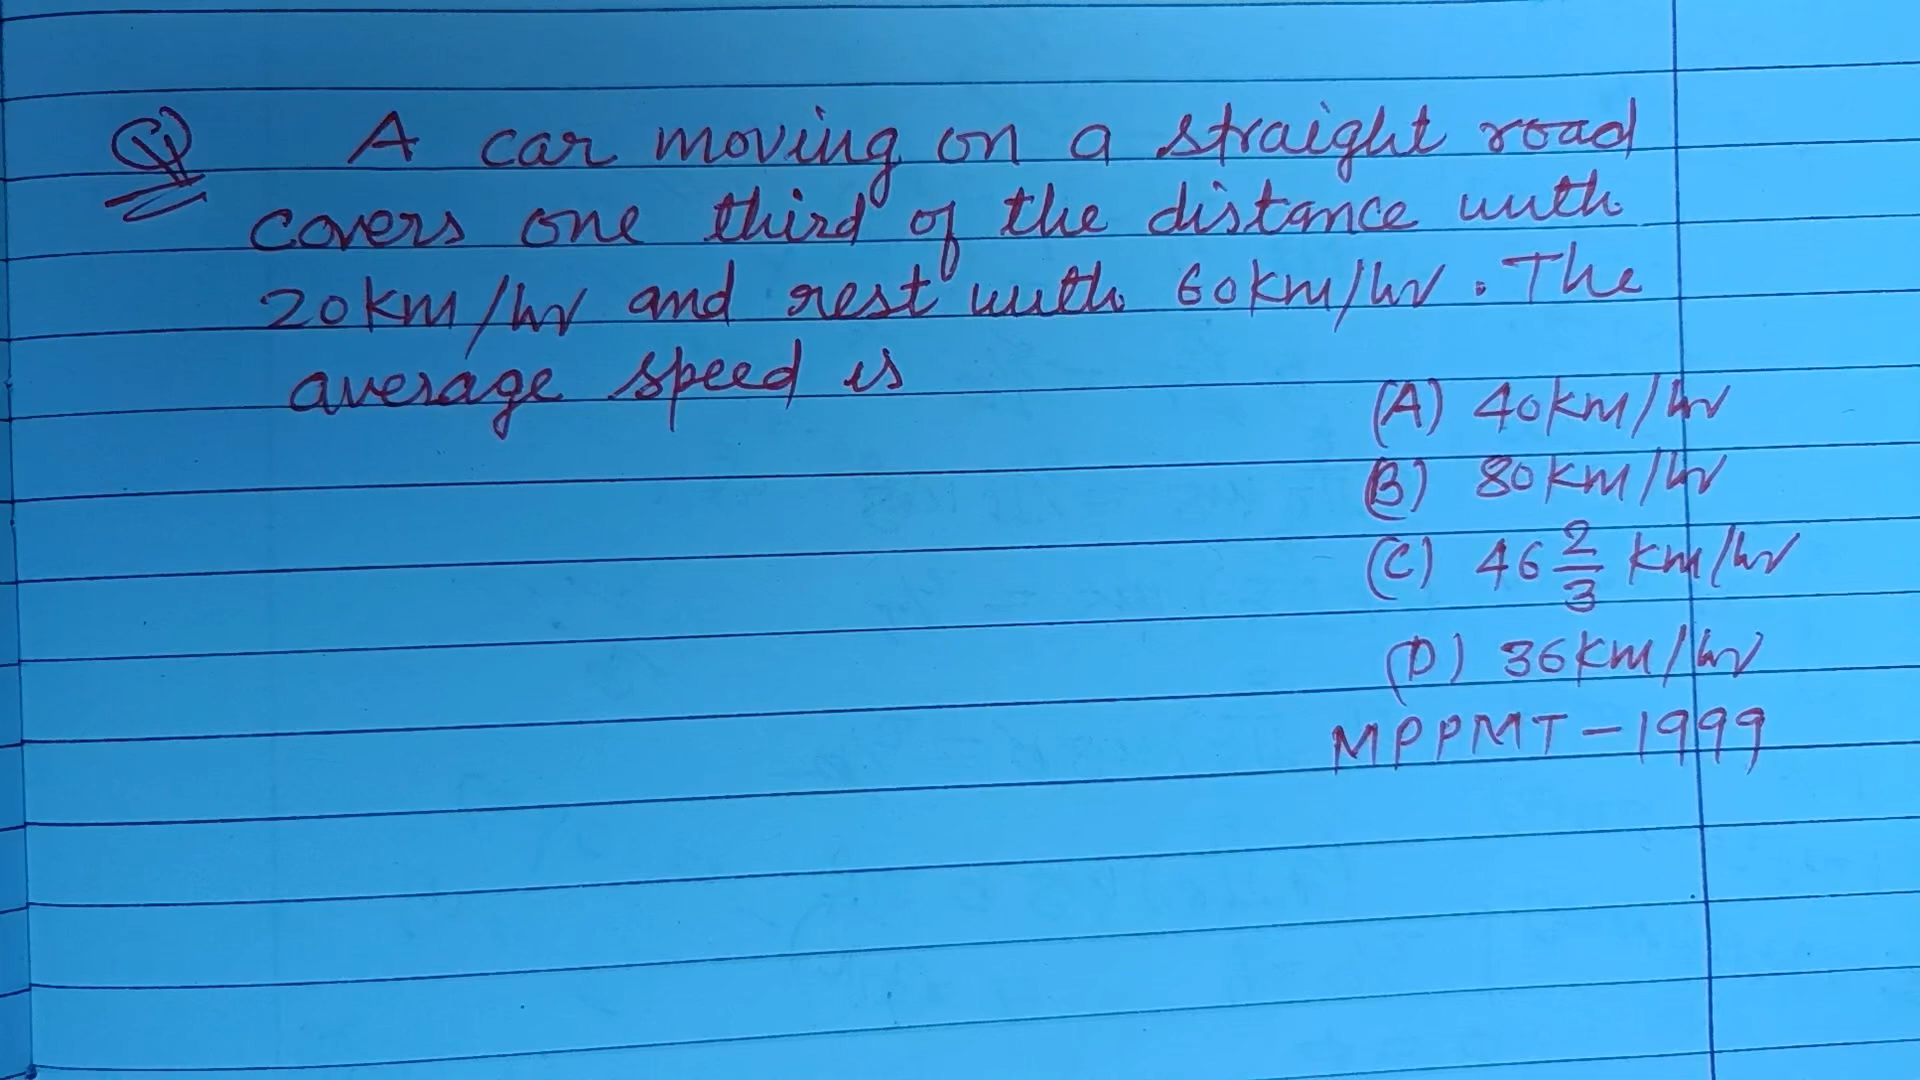 Q A car moving on a straight road
covers one third of the distance with
20km/hr and rest with 60km/hr. The
average speed is
(A) 40km/hr
(B) 80km/hr
(C) 46 2/3 km/hr
(D) 36km/hr
MPPMT-1999